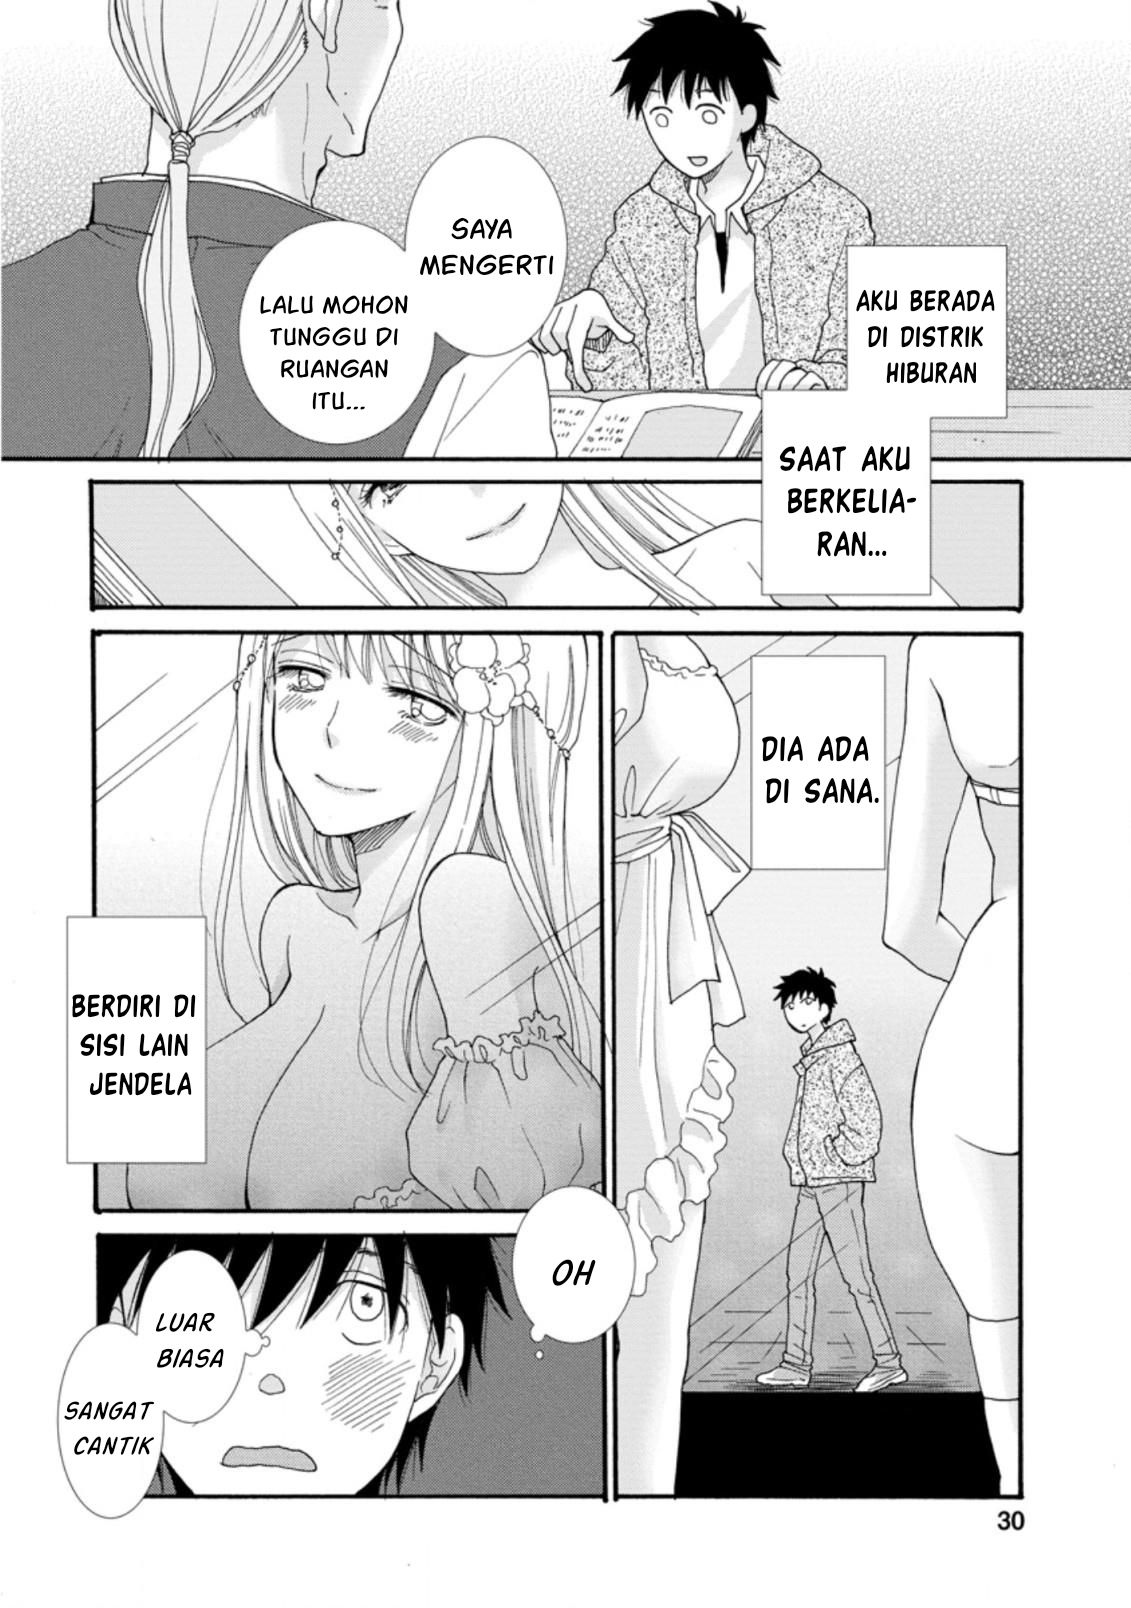 SAYA
MENGERTI
LALU MOHON
TUNGGU DI
RUANGAN
ITU...
AKU BERADA
DI DISTRIK
HIBURAN
SAAT AKU
BERKELIA-
RAN...
DIA ADA
DI SANA.
BERDIRI DI
SISI LAIN
JENDELA
OH
LUAR
BIASA
SANGAT
CANTIK
30